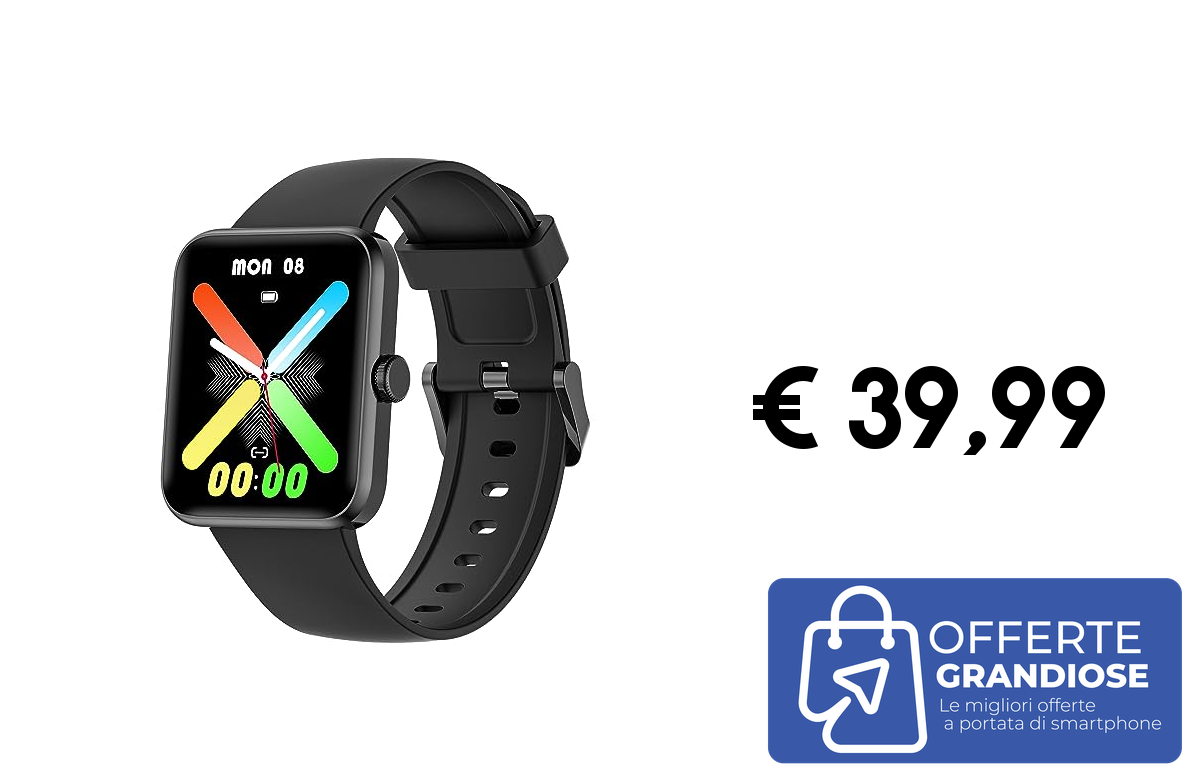 MON 08
00:00
€ 39,99
OFFERTE
GRANDIOSE
Le migliori offerte
a portata di smartphone